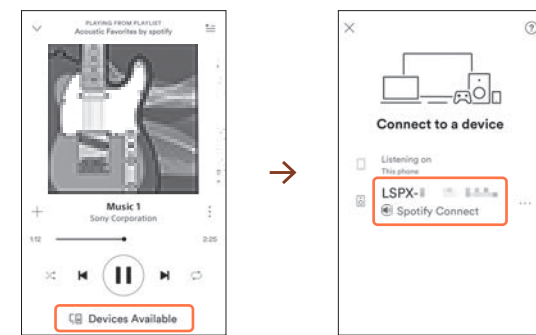 PLAYING FROM PLAYLIST
Acoustic Favorites by spotify
Music 1
Sony Corporation
1:12
2:25
Devices Available
Connect to a device
Listening on
This phone
LSPX-
Spotify Connect